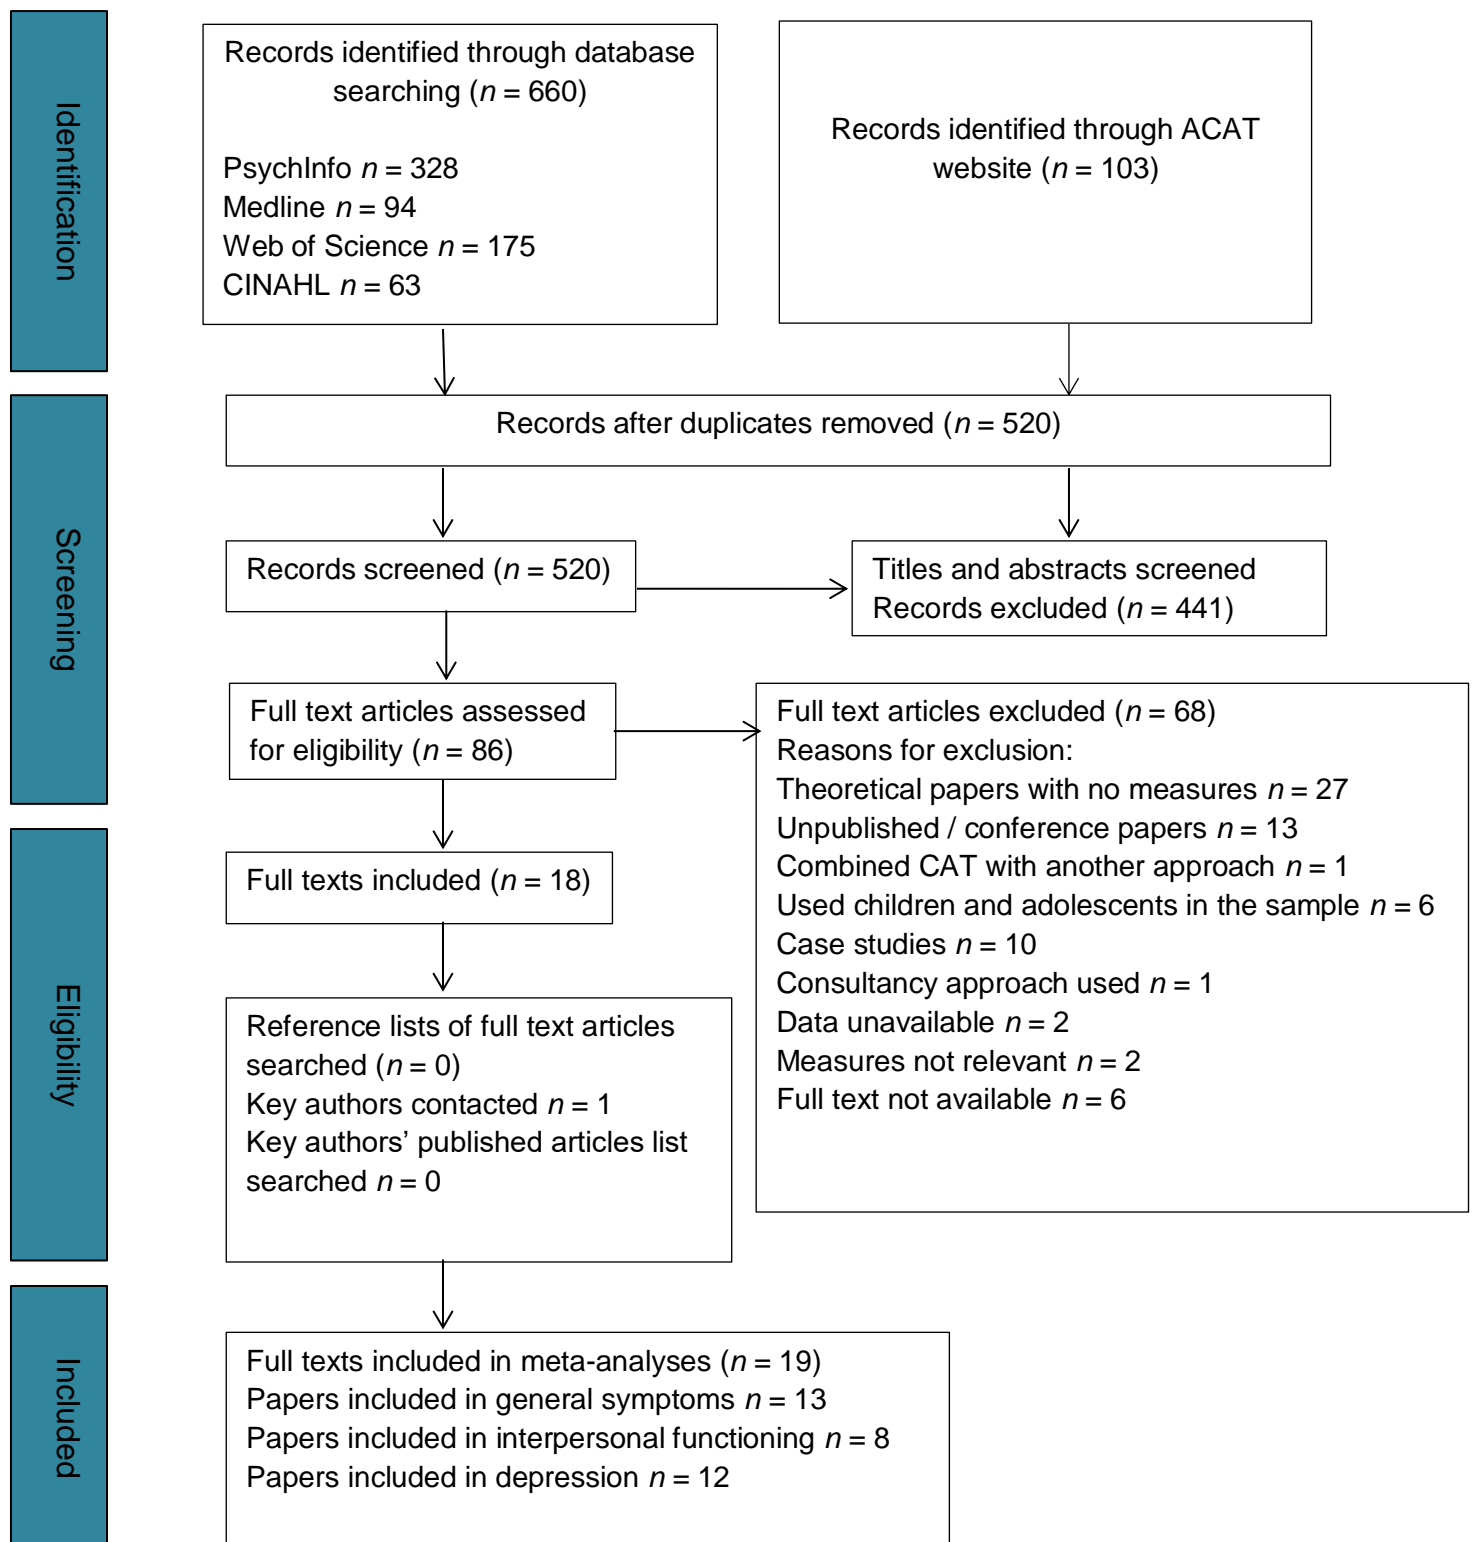 Identification
Records identified through database
searching (n = 660)
PsychInfo n = 328
Medline n = 94
Web of Science n = 175
CINAHL n = 63
Records identified through ACAT
website (n = 103)
Records after duplicates removed (n = 520)
Screening
Records screened (n = 520)
Titles and abstracts screened
Records excluded (n = 441)
Full text articles assessed
for eligibility (n = 86)
Full text articles excluded (n = 68)
Reasons for exclusion:
Theoretical papers with no measures n = 27
Unpublished / conference papers n = 13
Combined CAT with another approach n = 1
Used children and adolescents in the sample n = 6
Case studies n = 10
Consultancy approach used n = 1
Data unavailable n = 2
Measures not relevant n = 2
Full text not available n = 6
Eligibility
Full texts included (n = 18)
Reference lists of full text articles
searched (n = 0)
Key authors contacted n = 1
Key authors’ published articles list
searched n = 0
Included
Full texts included in meta-analyses (n = 19)
Papers included in general symptoms n = 13
Papers included in interpersonal functioning n = 8
Papers included in depression n = 12